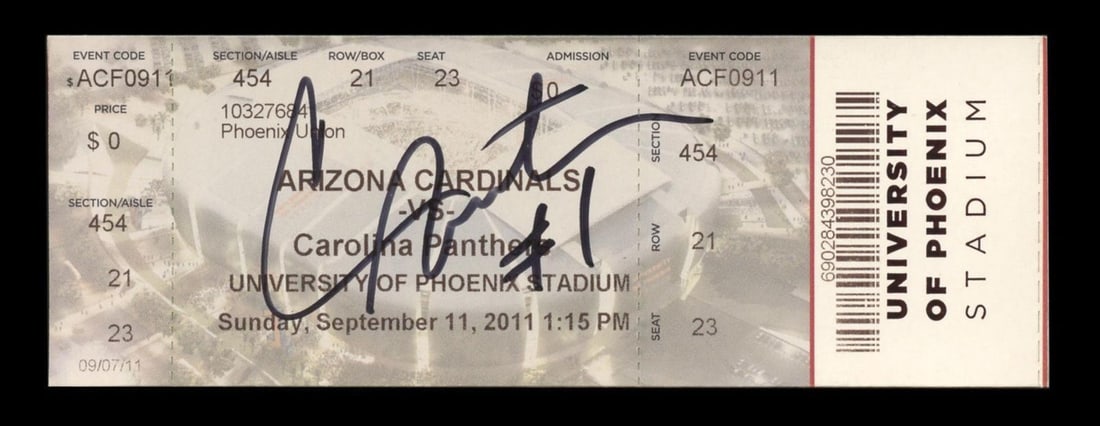 EVENT CODE SECTION/AISLE ROW/BOX SEAT ADMISSION EVENT CODE
$ ACF0911 454 21 23 $0 ACF0911
PRICE
$ 0
10327684
Phoenix Union
SECTION/AISLE
454
21
23
09/07/11
ARIZONA CARDINALS
-VS-
Carolina Panthers
UNIVERSITY OF PHOENIX STADIUM
Sunday, September 11, 2011 1:15 PM
#1
SECTION
454
ROW
21
SEAT
23
690284398230
UNIVERSITY
OF PHOENIX
STADIUM